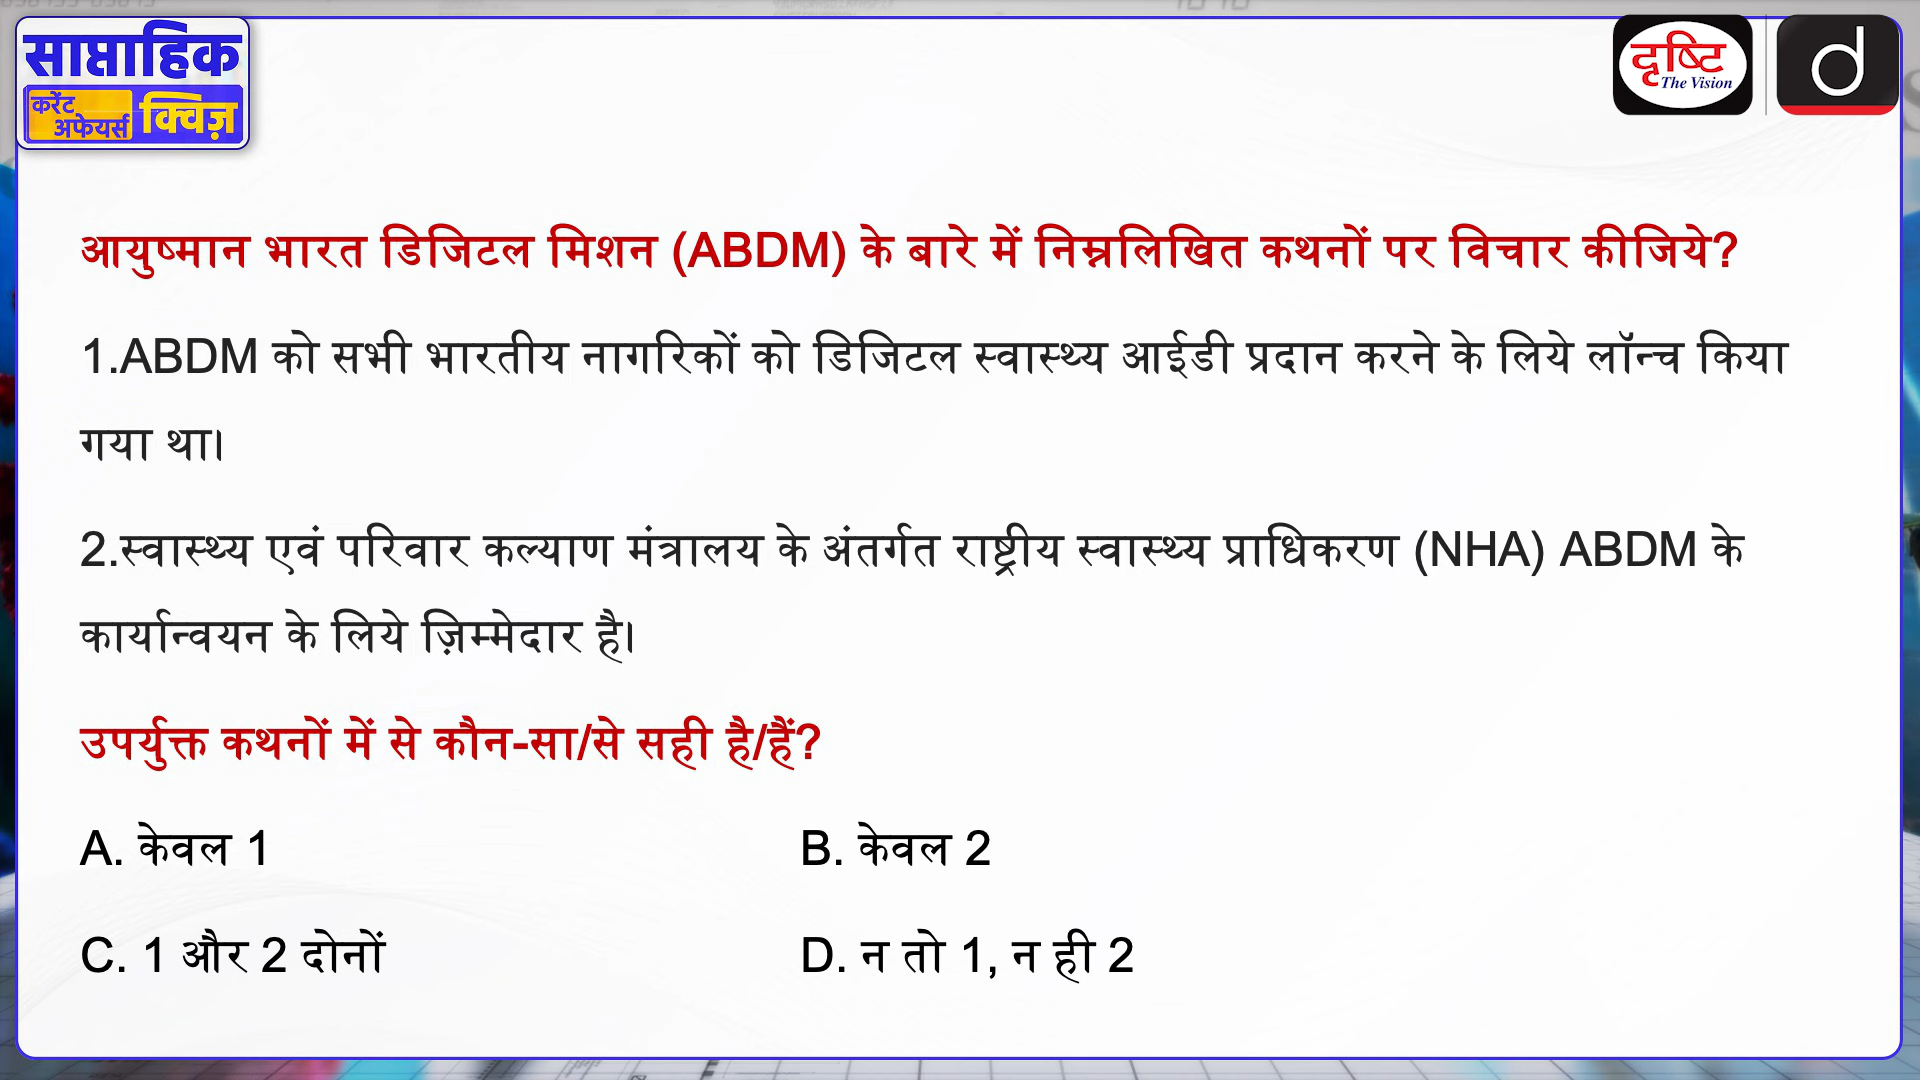 साप्ताहिक
करेंट
अफेयर्स
क्विज़
दृष्टि
The Vision
d
आयुष्मान भारत डिजिटल मिशन (ABDM) के बारे में निम्नलिखित कथनों पर विचार कीजिये?
1.ABDM को सभी भारतीय नागरिकों को डिजिटल स्वास्थ्य आईडी प्रदान करने के लिये लॉन्च किया
गया था।
2.स्वास्थ्य एवं परिवार कल्याण मंत्रालय के अंतर्गत राष्ट्रीय स्वास्थ्य प्राधिकरण (NHA) ABDM के
कार्यान्वयन के लिये ज़िम्मेदार है।
उपर्युक्त कथनों में से कौन-सा/से सही है/हैं?
A. केवल 1
B. केवल 2
C. 1 और 2 दोनों
D. न तो 1, न ही 2